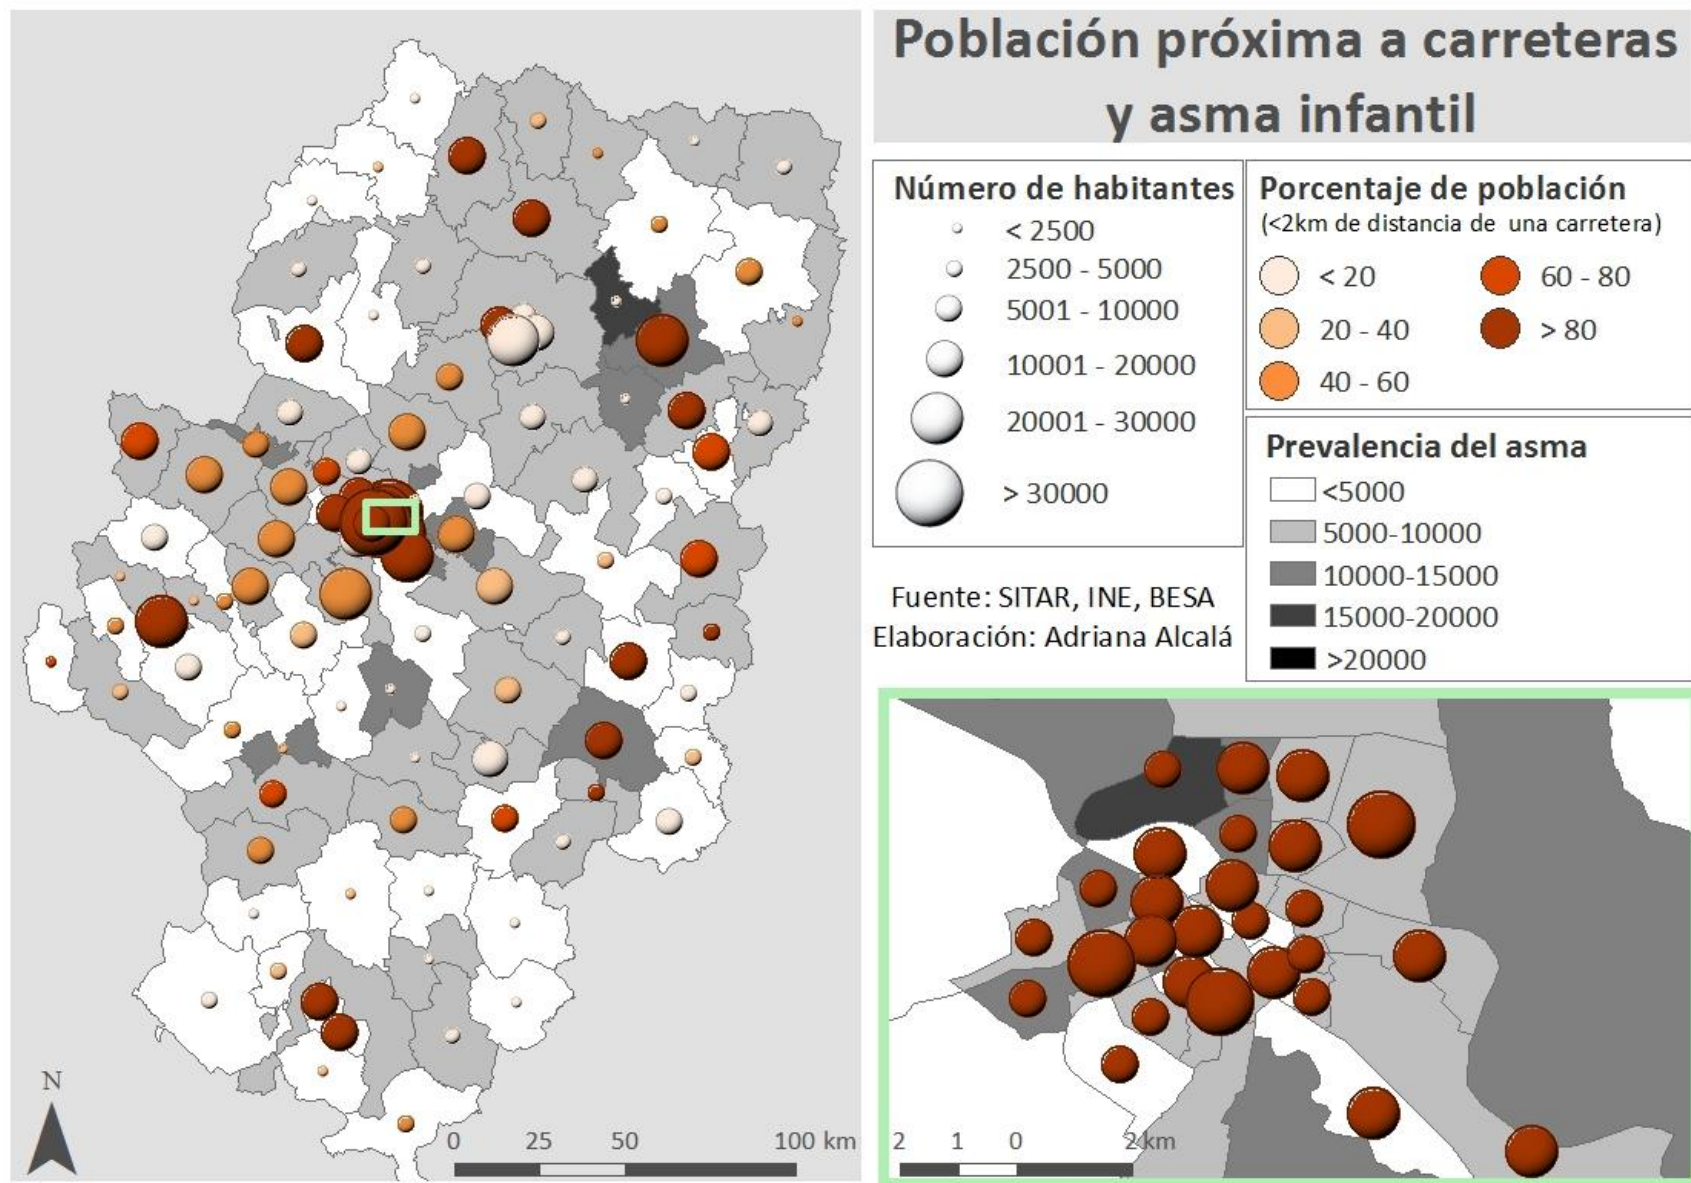 Población próxima a carreteras
y asma infantil
Número de habitantes
< 2500
2500 - 5000
5001 - 10000
10001 - 20000
20001 - 30000
> 30000
Porcentaje de población
(<2km de distancia de una carretera)
< 20
20 - 40
40 - 60
60 - 80
> 80
Prevalencia del asma
<5000
5000-10000
10000-15000
15000-20000
>20000
Fuente: SITAR, INE, BESA
Elaboración: Adriana Alcalá
N
0 25 50 100 km
2 1 0 2km